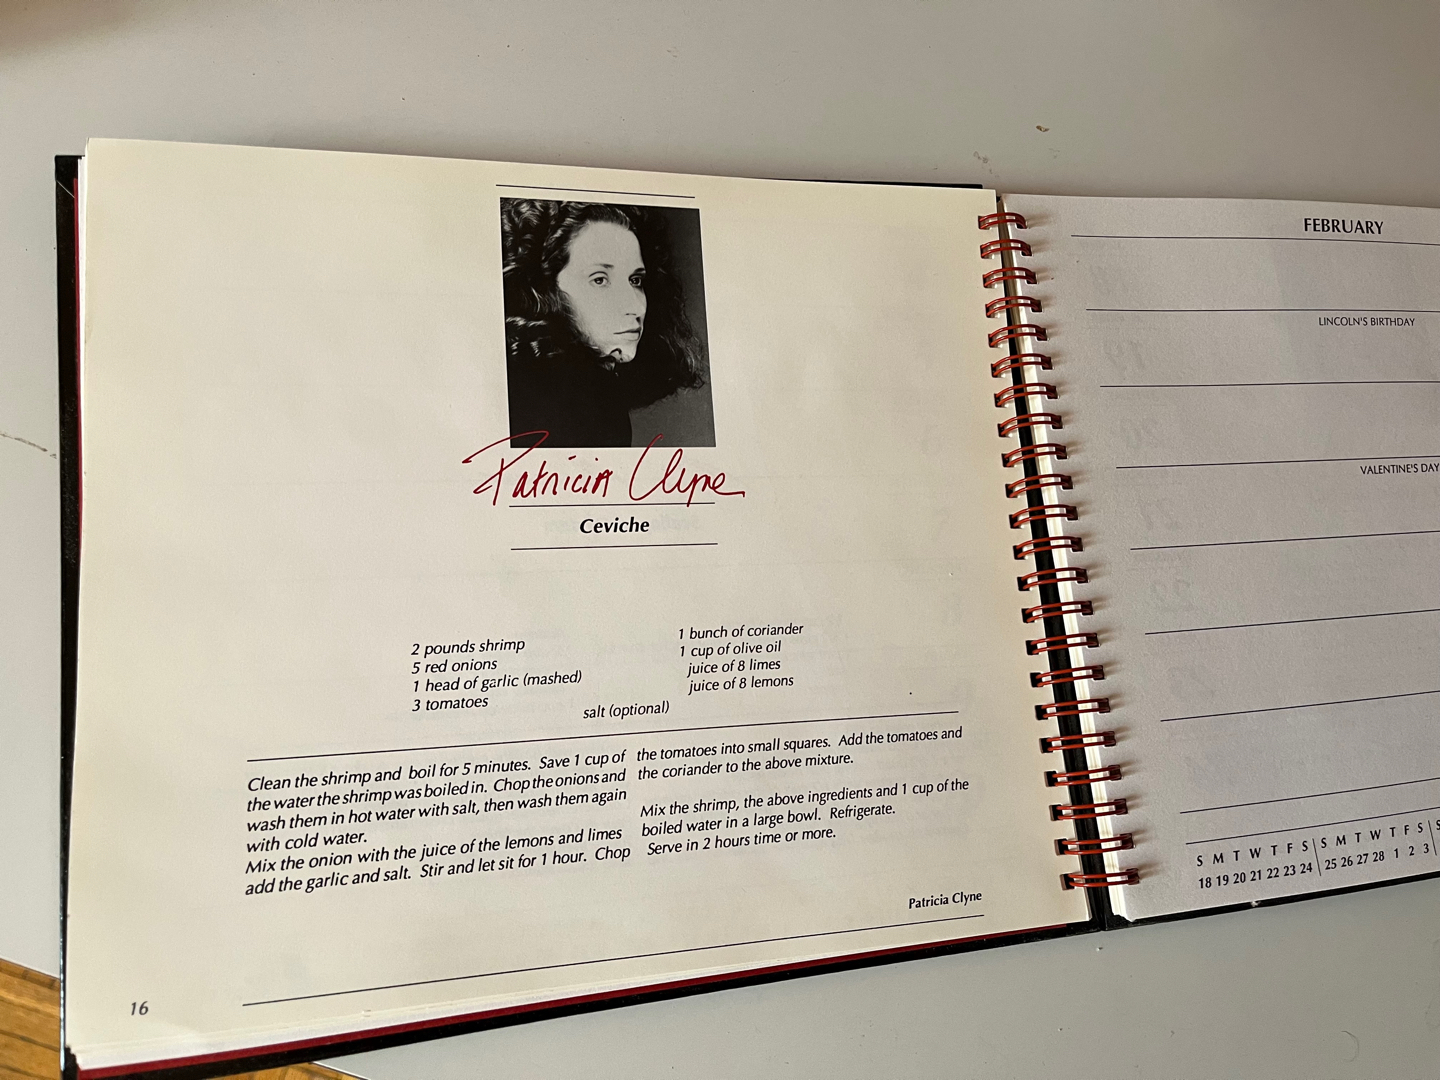 Patricia Clyne
Ceviche
2 pounds shrimp
5 red onions
1 head of garlic (mashed)
3 tomatoes
1 bunch of coriander
1 cup of olive oil
juice of 8 limes
juice of 8 lemons
salt (optional)
Clean the shrimp and boil for 5 minutes. Save 1 cup of
the water the shrimp was boiled in. Chop the onions and
wash them in hot water with salt, then wash them again
with cold water.
Mix the onion with the juice of the lemons and limes
add the garlic and salt. Stir and let sit for 1 hour. Chop
the tomatoes into small squares. Add the tomatoes and
the coriander to the above mixture.
Mix the shrimp, the above ingredients and 1 cup of the
boiled water in a large bowl. Refrigerate.
Serve in 2 hours time or more.
Patricia Clyne
16
FEBRUARY
LINCOLN'S BIRTHDAY
VALENTINE'S DAY
S M T W T F S S M T W T F S S
18 19 20 21 22 23 24 25 26 27 28 1 2 3